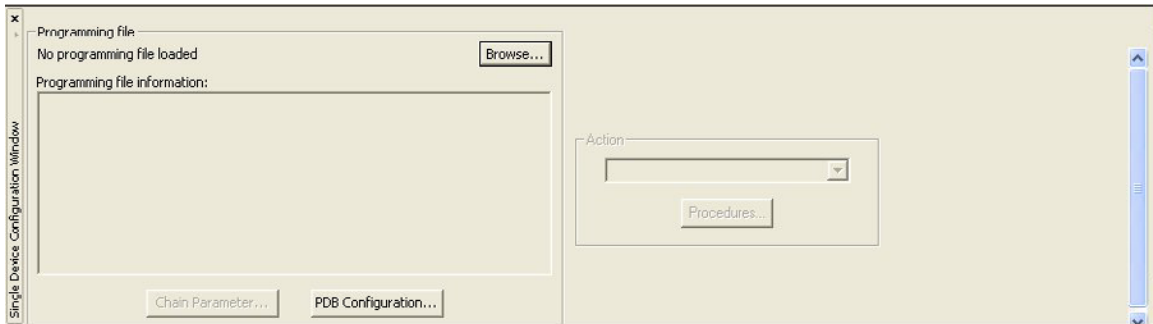 Single Device Configuration Window
Programming file
No programming file loaded
Browse...
Programming file information:
Action
Procedures...
Chain Parameter...
PDB Configuration...